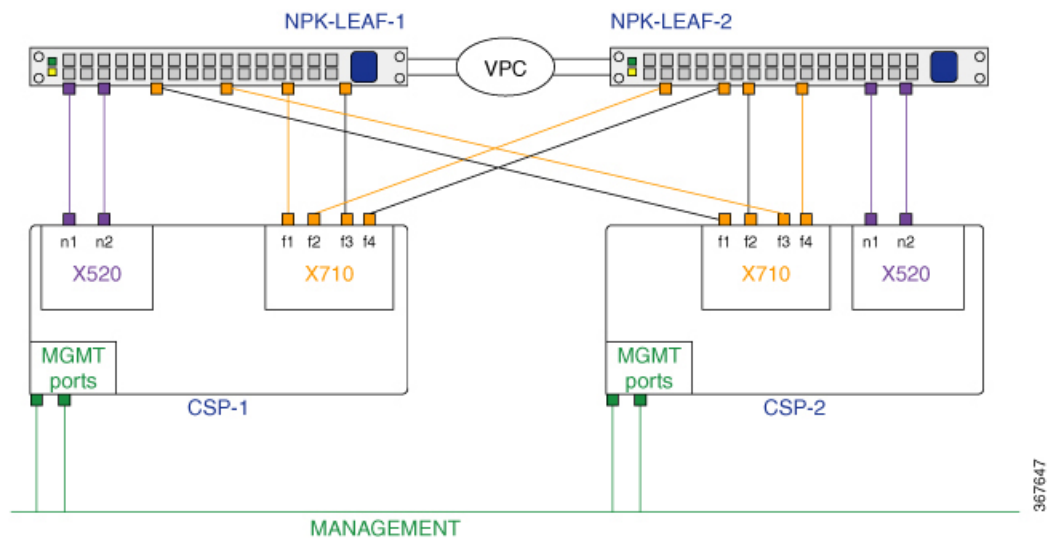 NPK-LEAF-1
NPK-LEAF-2
VPC
n1 n2
f1 f2 f3 f4
f1 f2 f3 f4
n1 n2
X520
X710
X710
X520
MGMT
ports
MGMT
ports
CSP-1
CSP-2
MANAGEMENT
367647